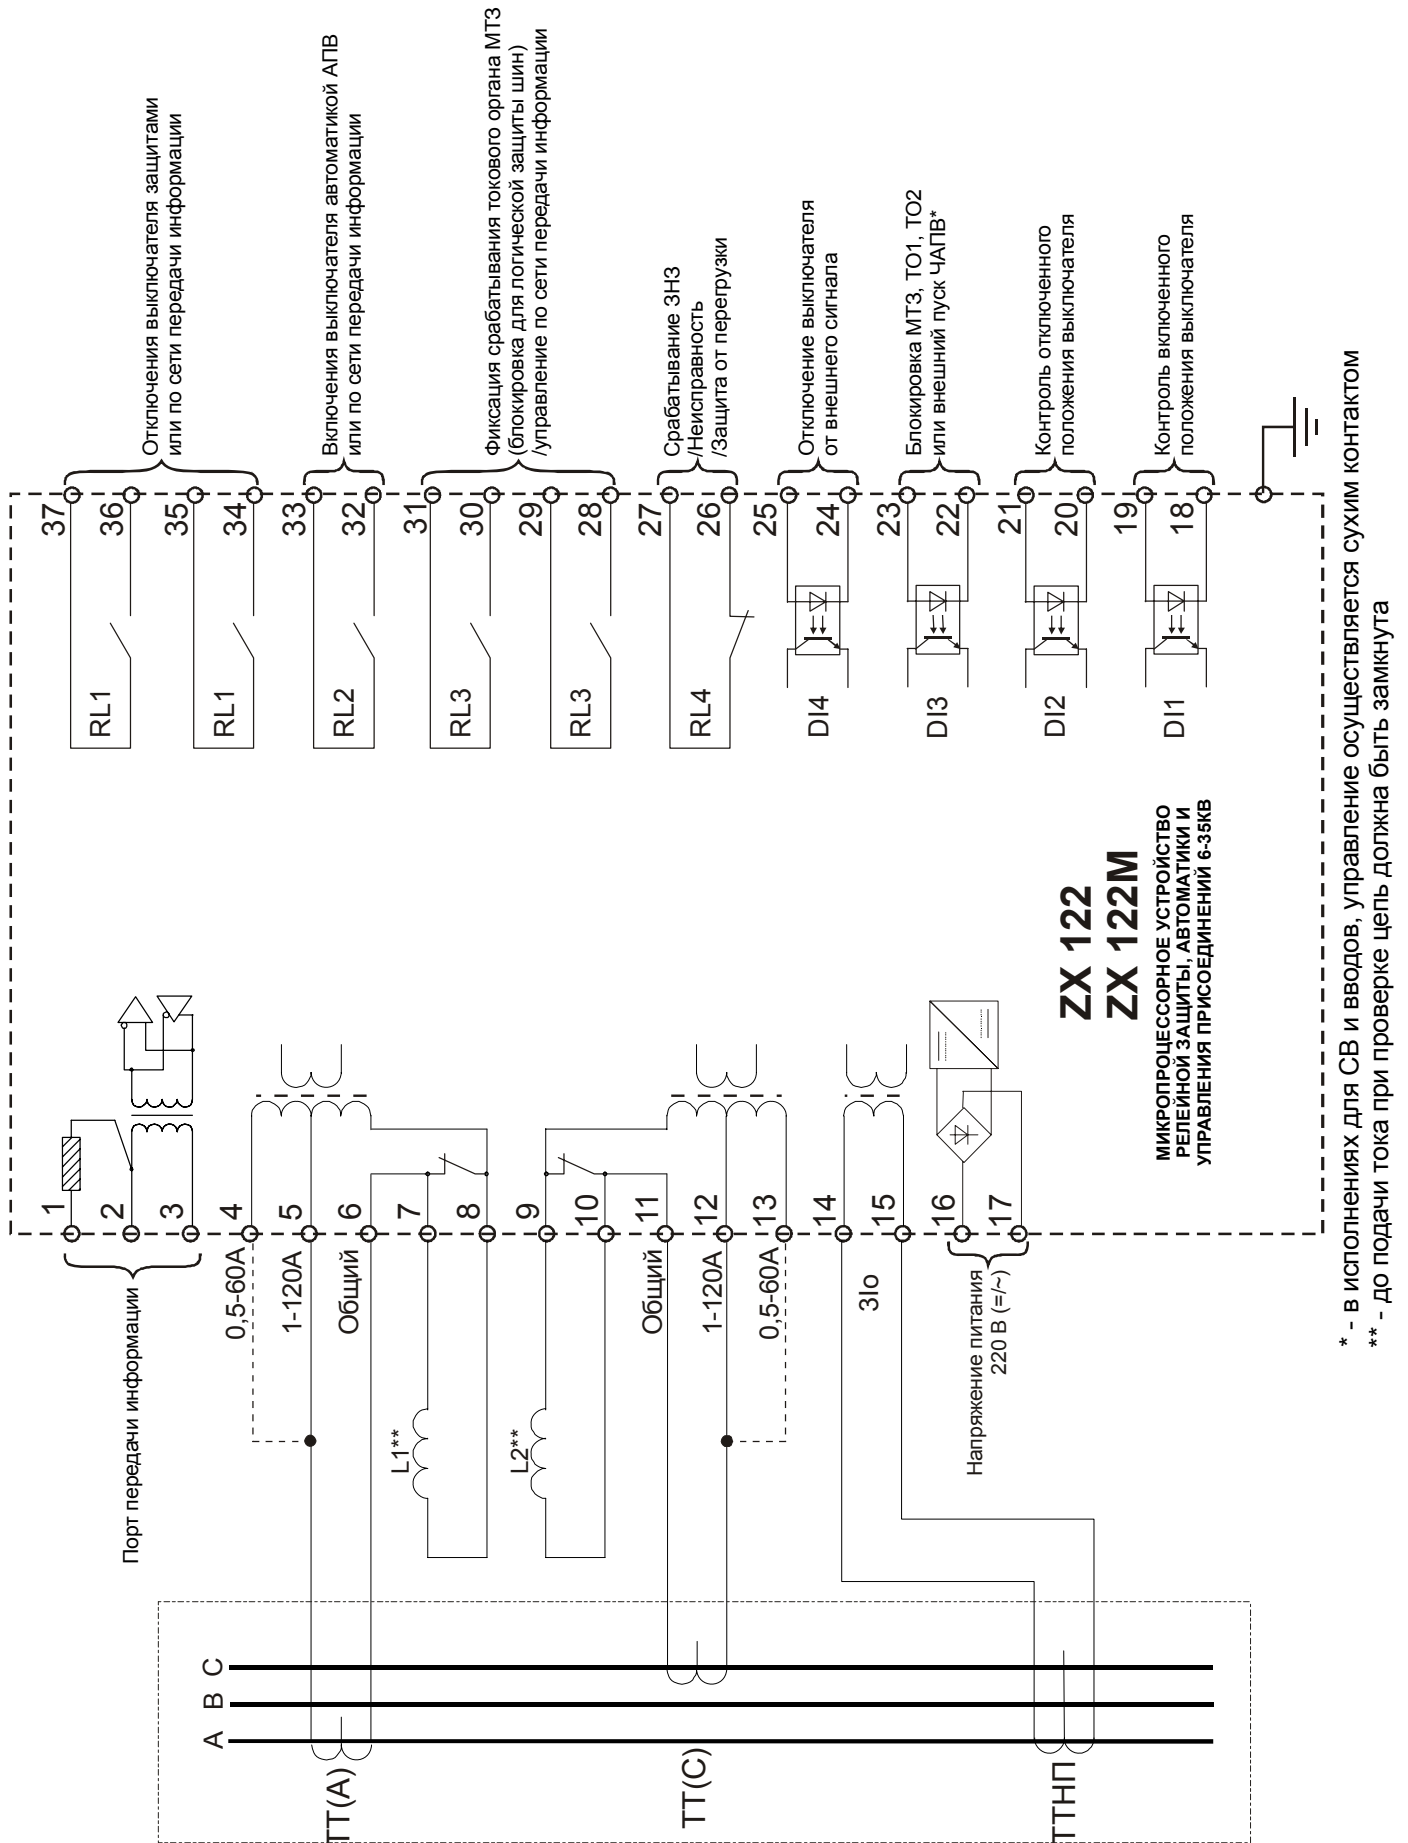 Отключения выключателя защитами
или по сети передачи информации
Включения выключателя автоматикой АПВ
или по сети передачи информации
Фиксация срабатывания токового органа МТЗ
(блокировка для логической защиты шин)
/управление по сети передачи информации
Срабатывание ЗНЗ
/Неисправность
/Защита от перегрузки
Отключение выключателя
от внешнего сигнала
Блокировка МТЗ, ТО1, ТО2
или внешний пуск ЧАПВ*
Контроль отключенного
положения выключателя
Контроль включенного
положения выключателя
37
36
35
34
33
32
31
30
29
28
27
26
25
24
23
22
21
20
19
18
RL1
RL1
RL2
RL3
RL3
RL4
DI4
DI3
DI2
DI1
ZX 122
ZX 122М
МИКРОПРОЦЕССОРНОЕ УСТРОЙСТВО
РЕЛЕЙНОЙ ЗАЩИТЫ, АВТОМАТИКИ И
УПРАВЛЕНИЯ ПРИСОЕДИНЕНИЙ 6-35КВ
1
2
3
4
5
6
7
8
9
10
11
12
13
14
15
16
17
Порт передачи информации
0,5-60А
1-120А
Общий
L1**
L2**
Общий
1-120А
0,5-60А
3Io
Напряжение питания
220 В (=/~)
A
B
C
ТТ(А)
ТТ(С)
ТТНП
* - в исполнениях для СВ и вводов, управление осуществляется сухим контактом
** - до подачи тока при проверке цепь должна быть замкнута